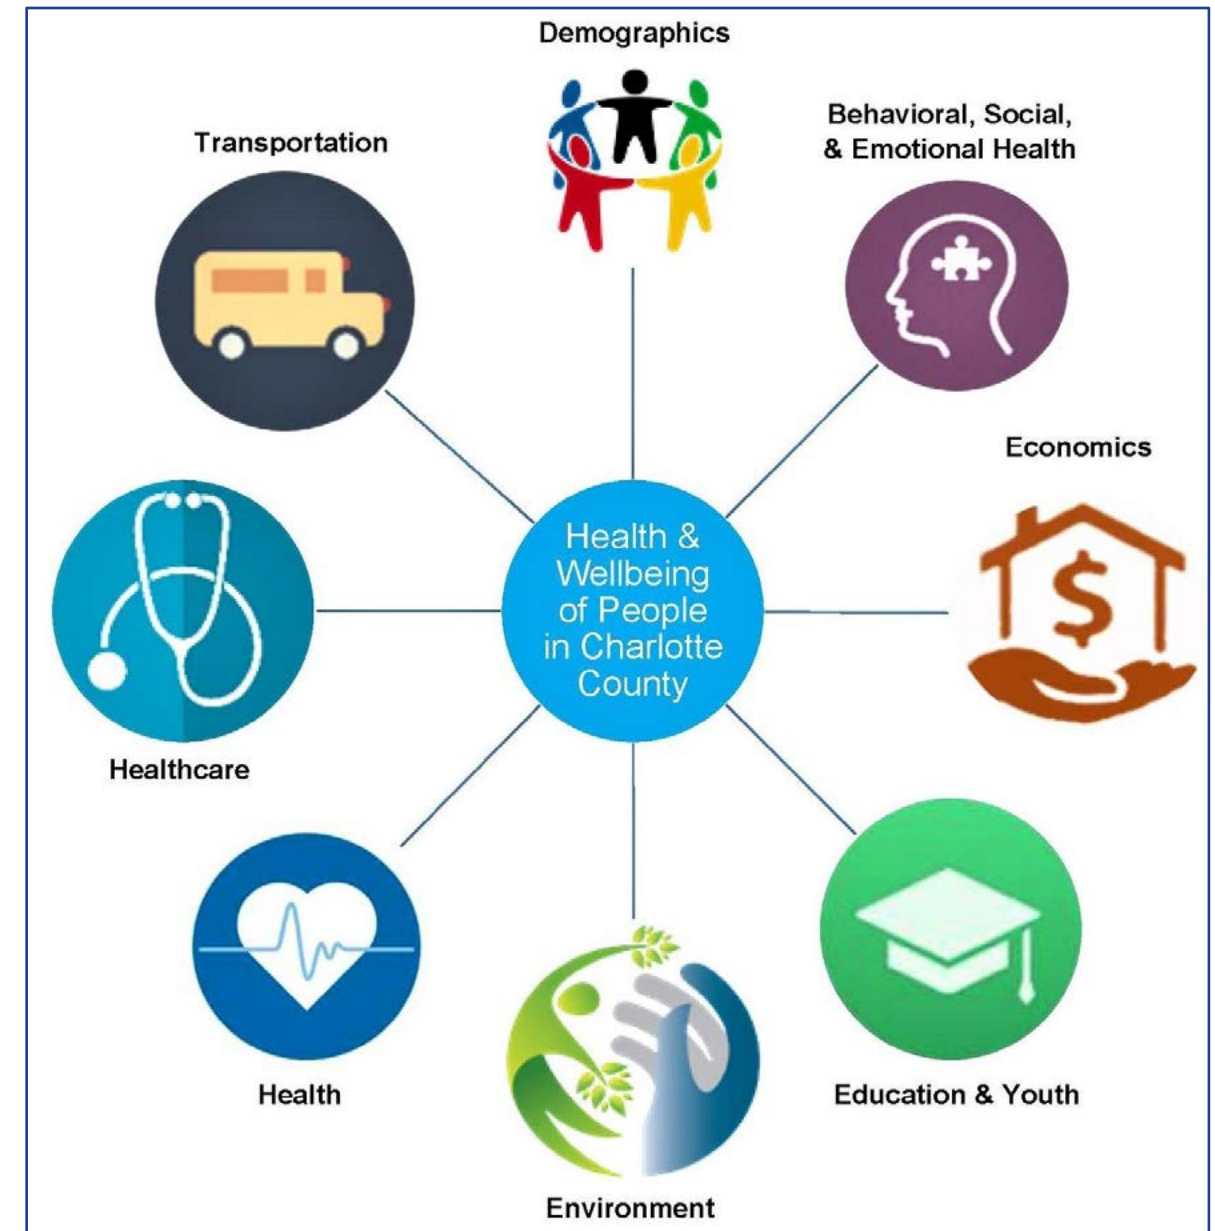 Demographics
Behavioral, Social,
& Emotional Health
Transportation
Economics
Health &
Wellbeing
of People
in Charlotte
County
$
Healthcare
Health
Education & Youth
Environment